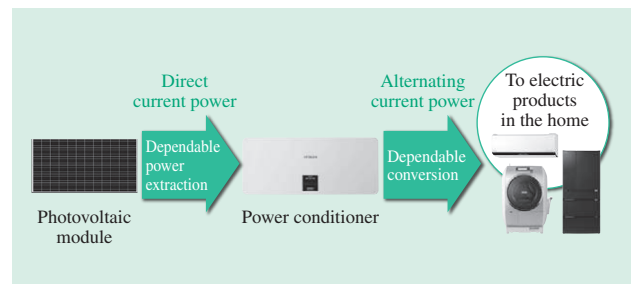 Direct
current power
Alternating
current power
To electric
products
in the home
Dependable
power
extraction
HITACHI
Dependable
conversion
Photovoltaic
module
Power conditioner